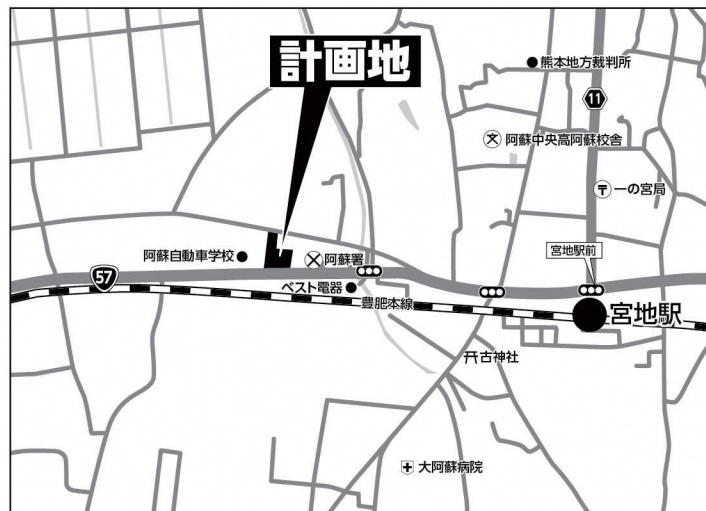 計画地
熊本地方裁判所
11
阿蘇中央高阿蘇校舎
一の宮局
宮地駅前
阿蘇自動車学校
阿蘇署
57
ベスト電器
豊肥本線
宮地駅
古神社
大阿蘇病院